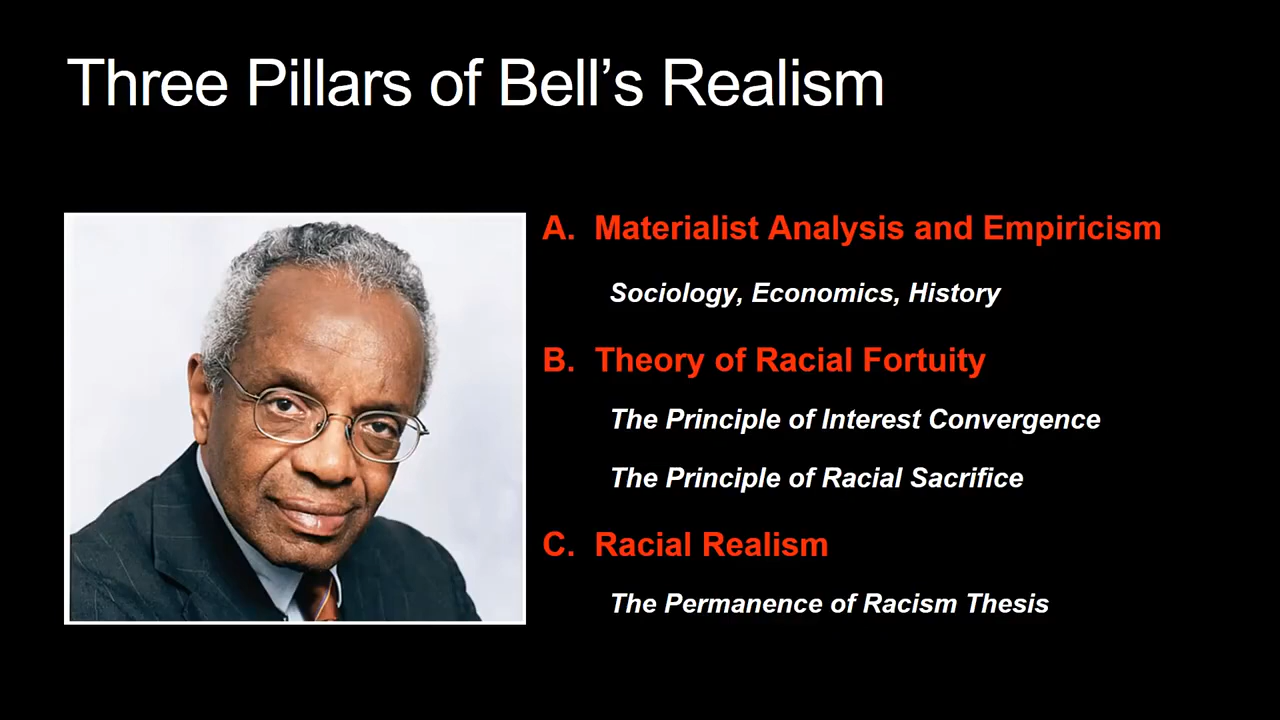 Three Pillars of Bell’s Realism
A. Materialist Analysis and Empiricism
Sociology, Economics, History
B. Theory of Racial Fortuity
The Principle of Interest Convergence
The Principle of Racial Sacrifice
C. Racial Realism
The Permanence of Racism Thesis